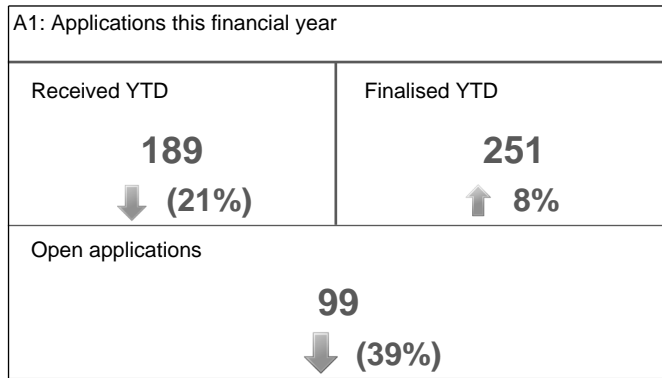 A1: Applications this financial year
Received YTD
189
(21%)
Finalised YTD
251
8%
Open applications
99
(39%)